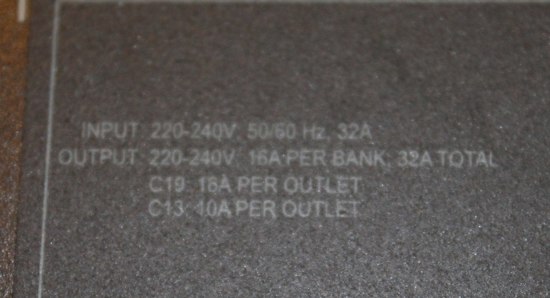 INPUT: 220-240V, 50/60 Hz, 32A
OUTPUT: 220-240V, 16A PER BANK, 32A TOTAL
C19: 16A PER OUTLET
C13: 10A PER OUTLET